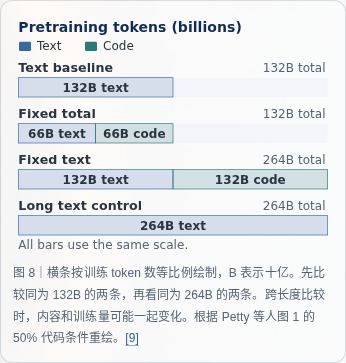 Pretraining tokens (billions)
Text Code
Text baseline 132B total
132B text
Fixed total 132B total
66B text 66B code
Fixed text 264B total
132B text 132B code
Long text control 264B total
264B text
All bars use the same scale.
图 8｜横条按训练 token 数等比例绘制，B 表示十亿。先比
较同为 132B 的两条，再看同为 264B 的两条。跨长度比较
时，内容和训练量可能一起变化。根据 Petty 等人图 1 的
50% 代码条件重绘。[9]